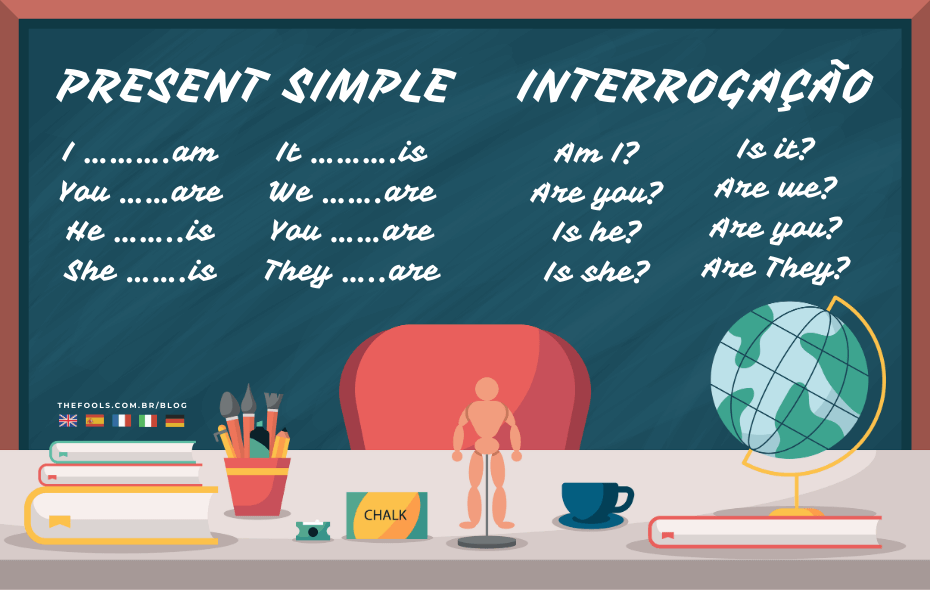 PRESENT SIMPLE
I ..........am
You ......are
He ........is
She .......is
It ..........is
We .......are
You .....are
They .....are
INTERROGAÇÃO
Am I?
Are you?
Is he?
Is she?
Is it?
Are we?
Are you?
Are They?
THEFOOLS.COM.BR/BLOG
CHALK